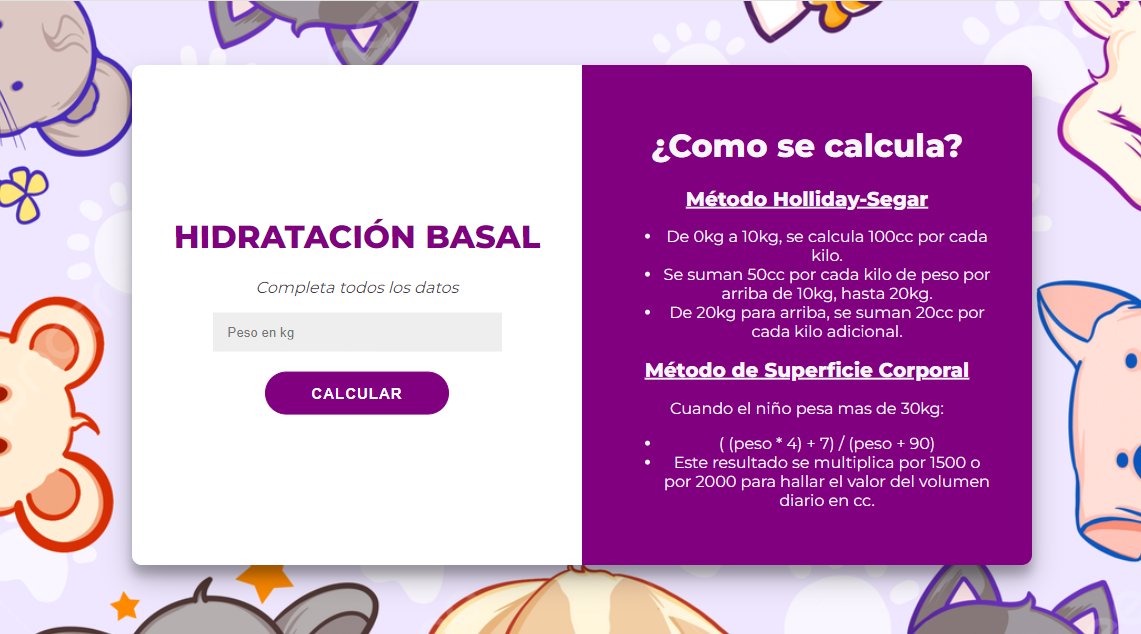 HIDRATACIÓN BASAL
Completa todos los datos
Peso en kg
CALCULAR
¿Como se calcula?
Método Holliday-Segar
• De 0kg a 10kg, se calcula 100cc por cada
kilo.
• Se suman 50cc por cada kilo de peso por
arriba de 10kg, hasta 20kg.
• De 20kg para arriba, se suman 20cc por
cada kilo adicional.
Método de Superficie Corporal
Cuando el niño pesa mas de 30kg:
• ( (peso * 4) + 7) / (peso + 90)
• Este resultado se multiplica por 1500 o
por 2000 para hallar el valor del volumen
diario en cc.